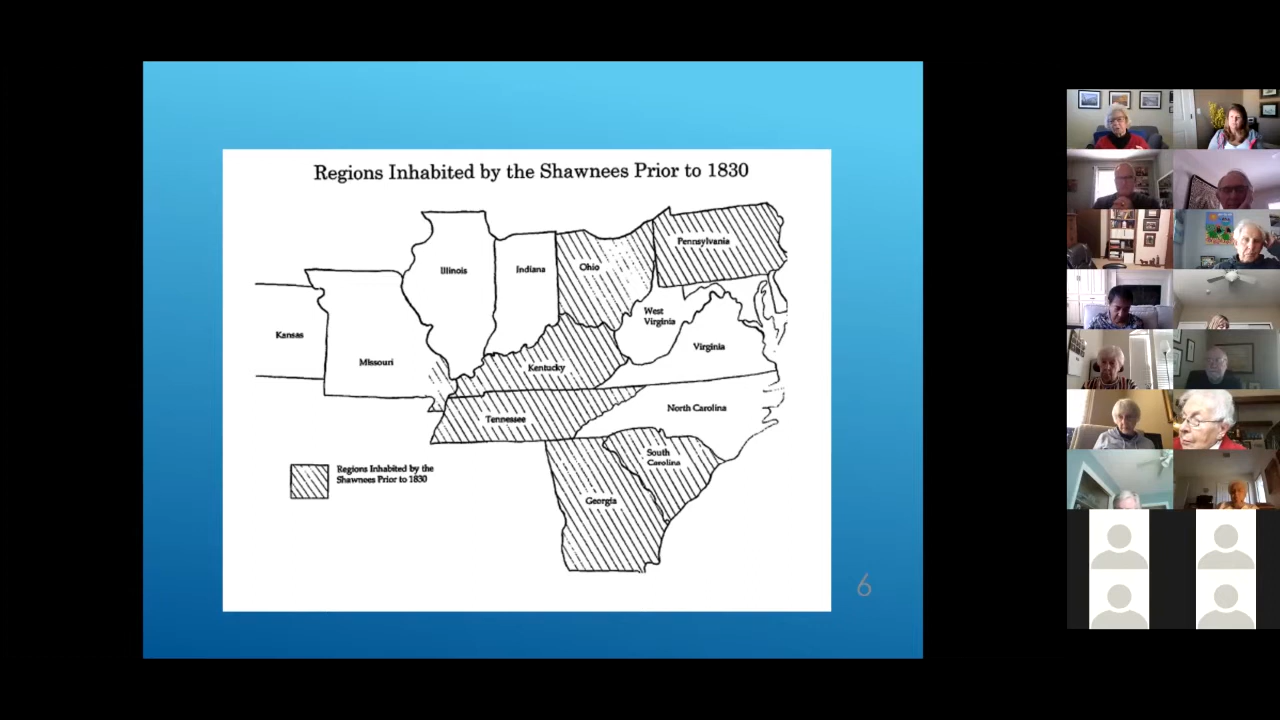 Regions Inhabited by the Shawnees Prior to 1830
Pennsylvania
Illinois
Indiana
Ohio
West
Virginia
Kansas
Virginia
Missouri
Kentucky
North Carolina
Tennessee
South
Carolina
Regions Inhabited by the
Shawnees Prior to 1830
Georgia
6